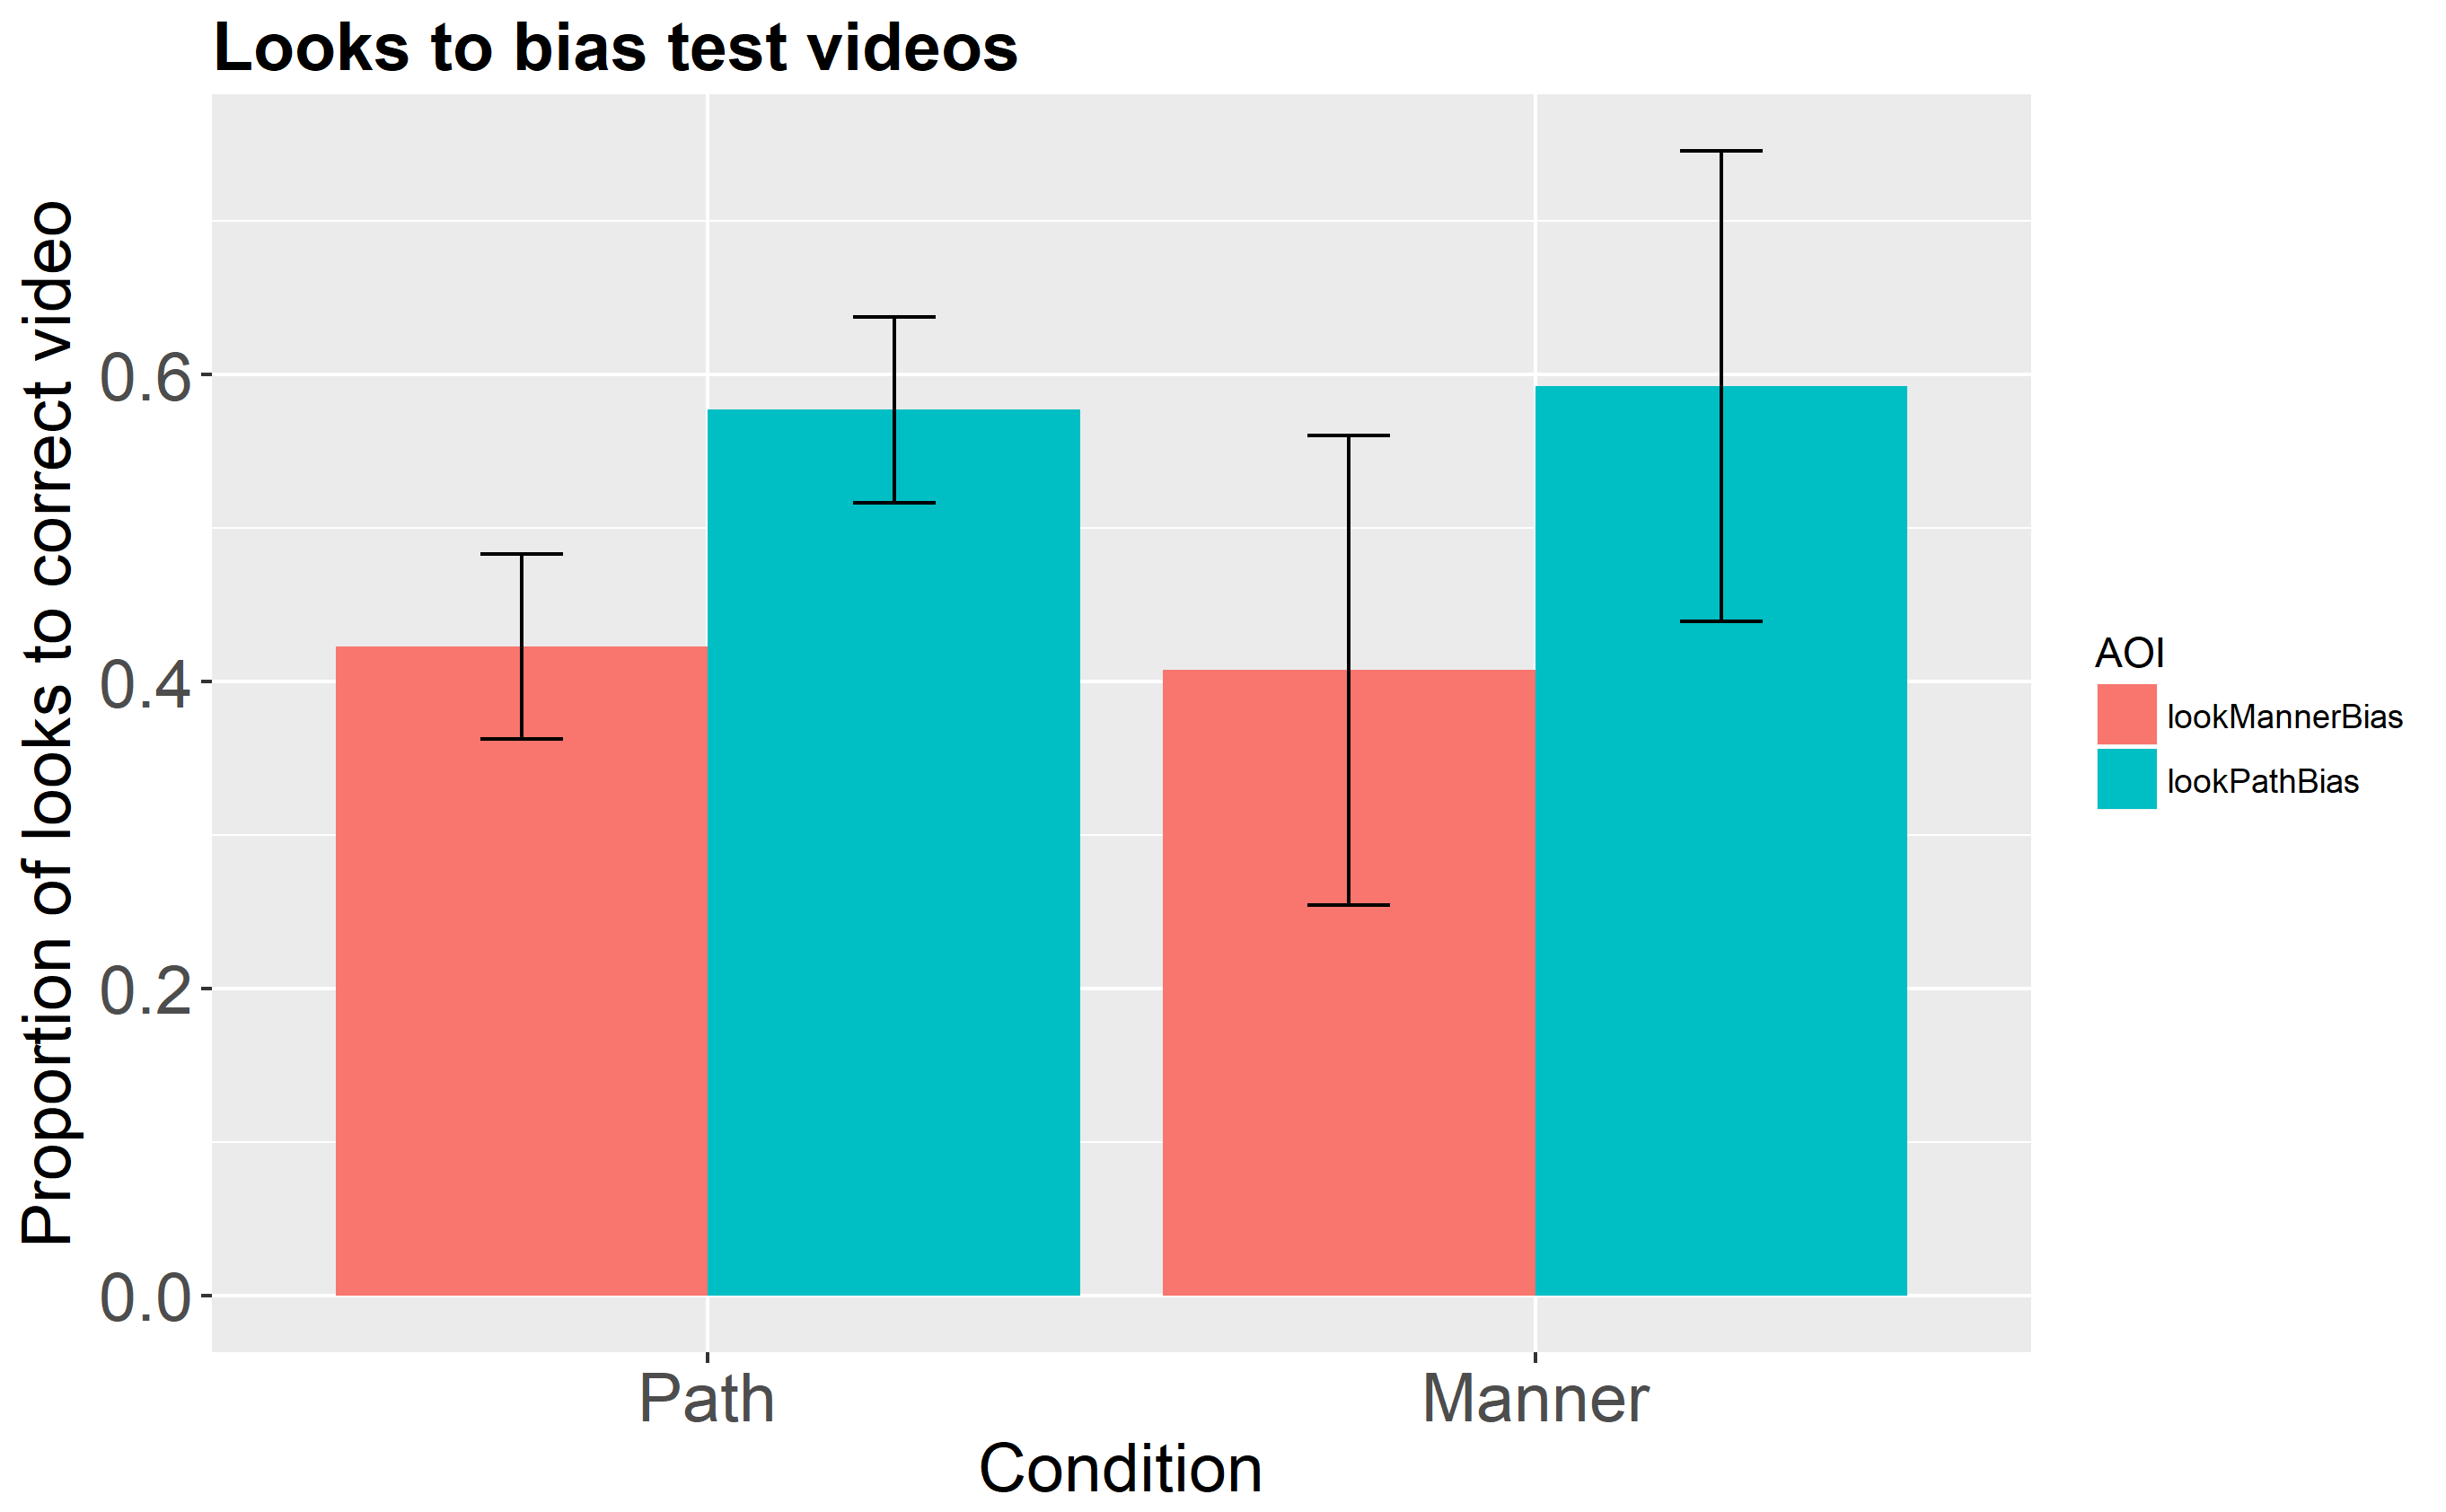 Looks to bias test videos
Proportion of looks to correct video
0.6
0.4
0.2
0.0
Path
Manner
Condition
AOI
lookMannerBias
lookPathBias